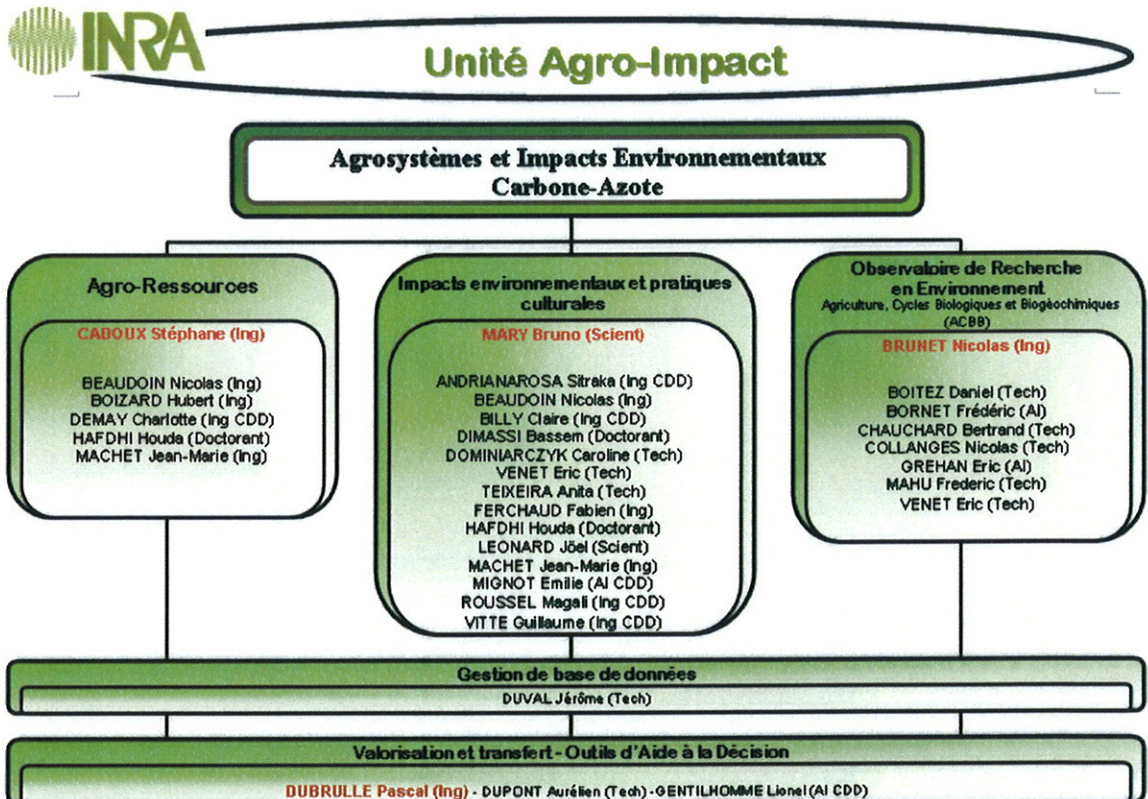 INRA
Unité Agro-Impact
Agrosystèmes et Impacts Environnementaux
Carbone-Azote
Agro-Ressources
CADOUX Stéphane (Ing)
BEAUDOIN Nicolas (Ing)
BOIZARD Hubert (Ing)
DEMAY Charlotte (Ing CDD)
HAFDHI Houda (Doctorant)
MACHET Jean-Marie (Ing)
Impacts environnementaux et pratiques
culturales
MARY Bruno (Scient)
ANDRIANAROSA Sitraka (Ing CDD)
BEAUDOIN Nicolas (Ing)
BILLY Claire (Ing CDD)
DIMASSI Bassem (Doctorant)
DOMINIARCZYK Caroline (Tech)
VENET Eric (Tech)
TEIXEIRA Anita (Tech)
FERCHAUD Fabien (Ing)
HAFDHI Houda (Doctorant)
LEONARD Jöel (Scient)
MACHET Jean-Marie (Ing)
MIGNOT Emilie (AI CDD)
ROUSSEL Magali (Ing CDD)
VITTE Guillaume (Ing CDD)
Observatoire de Recherche
en Environnement
Agriculture, Cycles Biologiques et Biogéochimiques
(ACBB)
BRUNET Nicolas (Ing)
BOITEZ Daniel (Tech)
BORNET Frédéric (AI)
CHAUCHARD Bertrand (Tech)
COLLANGES Nicolas (Tech)
GREHAN Eric (AI)
MAHU Frederic (Tech)
VENET Eric (Tech)
Gestion de base de données
DUVAL Jérôme (Tech)
Valorisation et transfert - Outils d'Aide à la Décision
DUBRULLE Pascal (Ing) - DUPONT Aurélien (Tech) - GENTILHOMME Lionel (AI CDD)